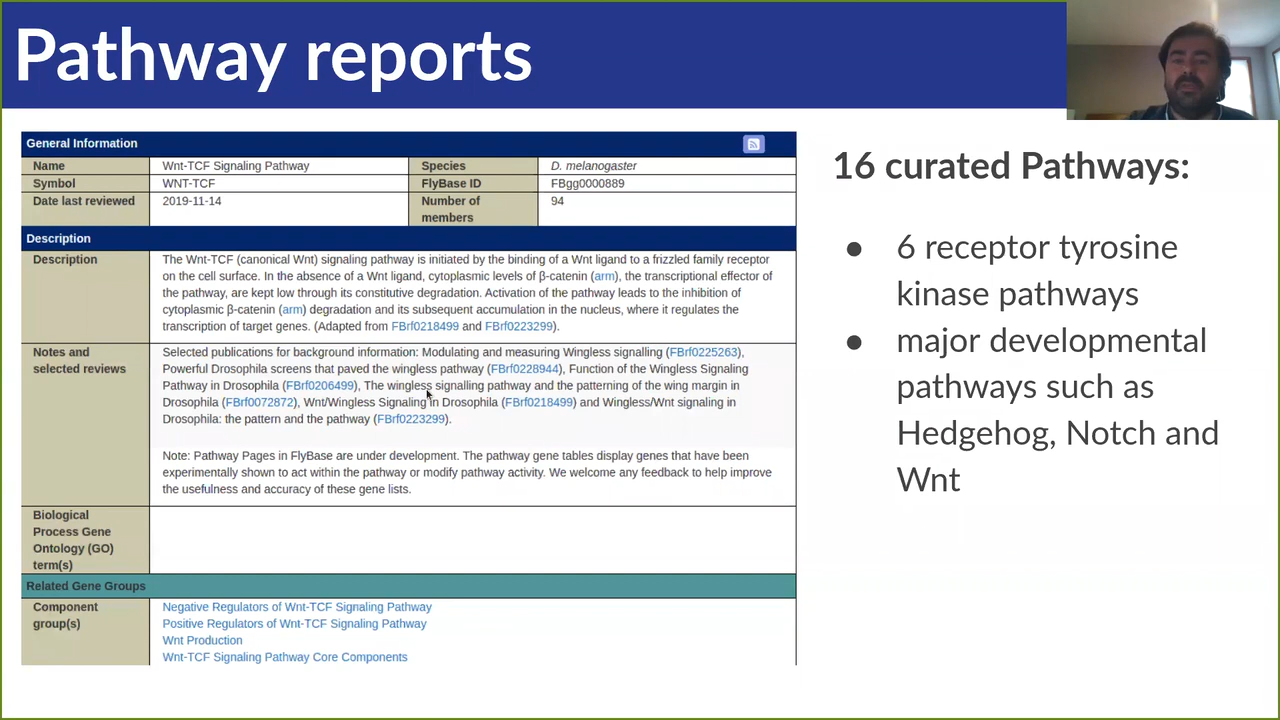 Pathway reports
General Information
Name Wnt-TCF Signaling Pathway Species D. melanogaster
Symbol WNT-TCF FlyBase ID FBgg0000889
Date last reviewed 2019-11-14 Number of members 94
Description
Description The Wnt-TCF (canonical Wnt) signaling pathway is initiated by the binding of a Wnt ligand to a frizzled family receptor
on the cell surface. In the absence of a Wnt ligand, cytoplasmic levels of β-catenin (arm), the transcriptional effector of
the pathway, are kept low through its constitutive degradation. Activation of the pathway leads to the inhibition of
cytoplasmic β-catenin (arm) degradation and its subsequent accumulation in the nucleus, where it regulates the
transcription of target genes. (Adapted from FBrf0218499 and FBrf0223299).
Notes and
selected reviews
Selected publications for background information: Modulating and measuring Wingless signalling (FBrf0225263),
Powerful Drosophila screens that paved the wingless pathway (FBrf0228944), Function of the Wingless Signaling
Pathway in Drosophila (FBrf0206499), The wingless signalling pathway and the patterning of the wing margin in
Drosophila (FBrf0072872), Wnt/Wingless Signaling in Drosophila (FBrf0218499) and Wingless/Wnt signaling in
Drosophila: the pattern and the pathway (FBrf0223299).
Note: Pathway Pages in FlyBase are under development. The pathway gene tables display genes that have been
experimentally shown to act within the pathway or modify pathway activity. We welcome any feedback to help improve
the usefulness and accuracy of these gene lists.
Biological
Process Gene
Ontology (GO)
term(s)
Related Gene Groups
Component
group(s)
Negative Regulators of Wnt-TCF Signaling Pathway
Positive Regulators of Wnt-TCF Signaling Pathway
Wnt Production
Wnt-TCF Signaling Pathway Core Components
16 curated Pathways:
● 6 receptor tyrosine
kinase pathways
● major developmental
pathways such as
Hedgehog, Notch and
Wnt